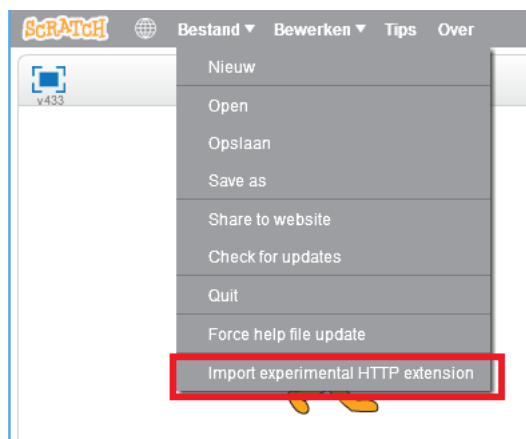 SCRATCH Bestand ▼ Bewerken ▼ Tips Over
v433
Nieuw
Open
Opslaan
Save as
Share to website
Check for updates
Quit
Force help file update
Import experimental HTTP extension